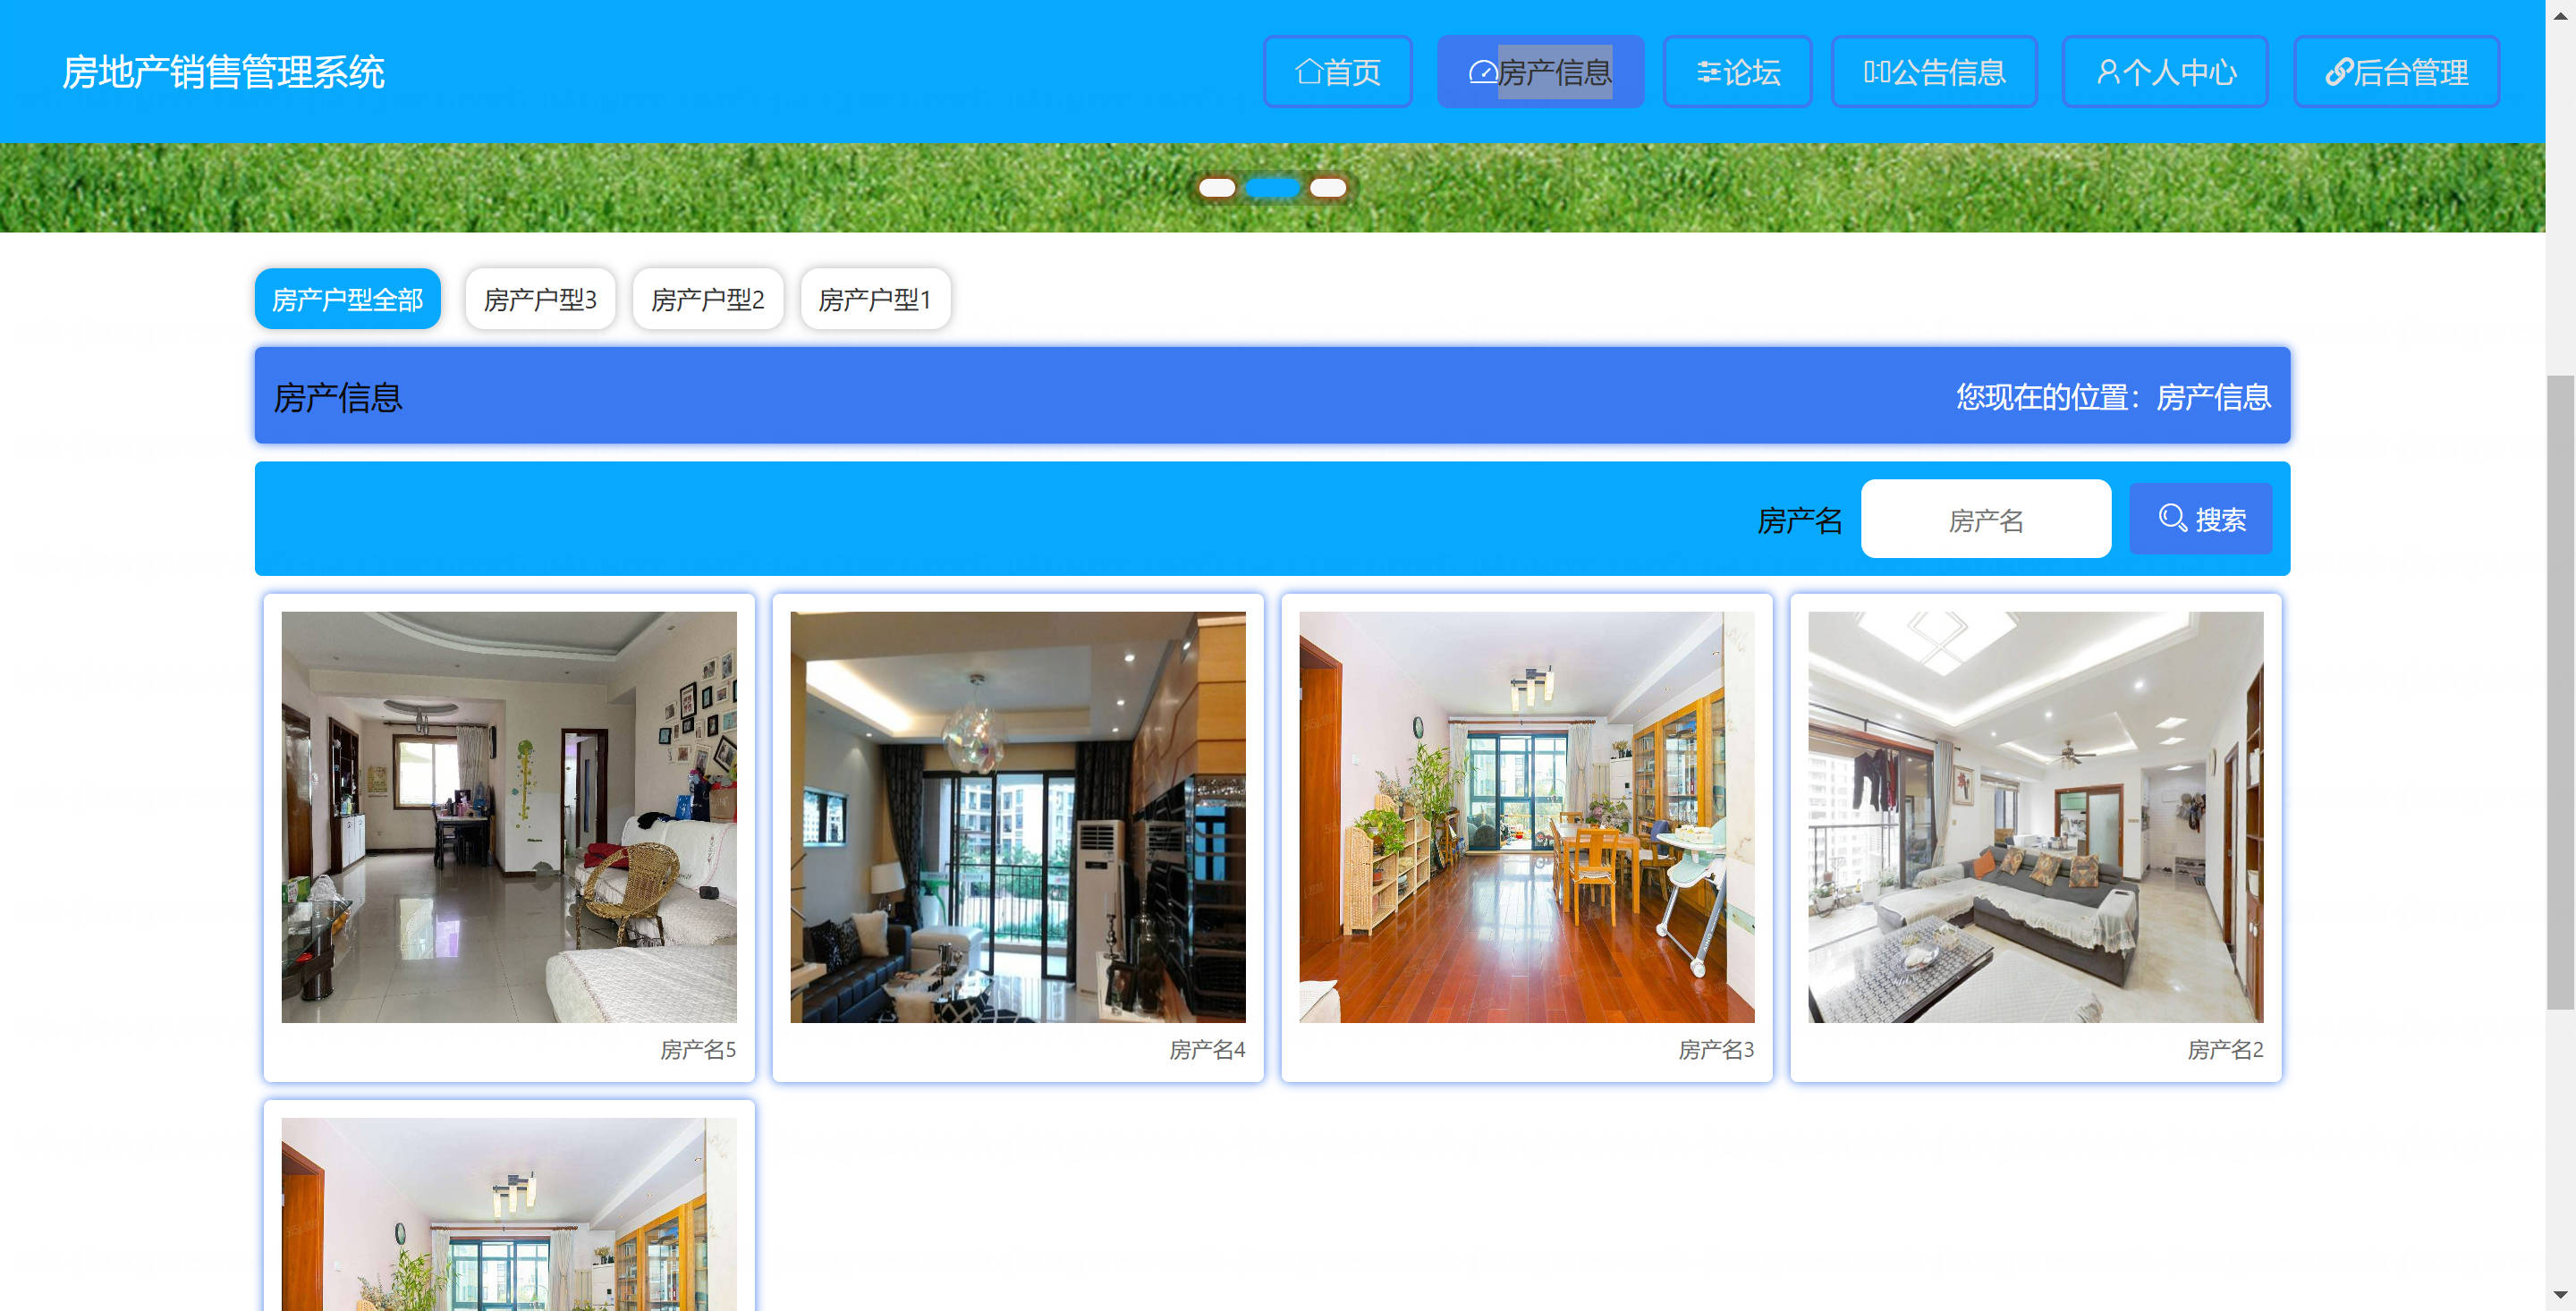 房地产销售管理系统
首页
房产信息
论坛
公告信息
个人中心
后台管理
房产户型全部
房产户型3
房产户型2
房产户型1
房产信息
您现在的位置：房产信息
房产名
房产名
搜索
房产名5
房产名4
房产名3
房产名2